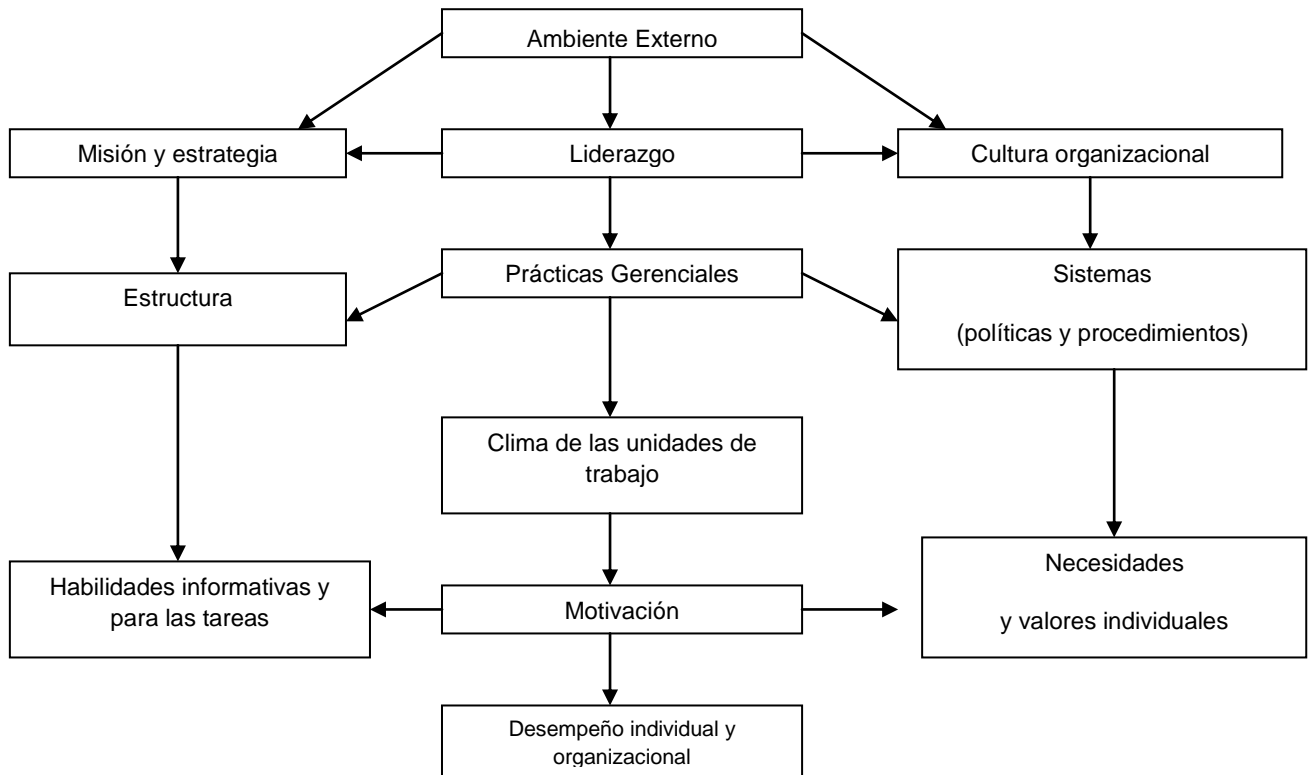 Ambiente Externo
Misión y estrategia
Liderazgo
Cultura organizacional
Estructura
Prácticas Gerenciales
Sistemas
(políticas y procedimientos)
Clima de las unidades de
trabajo
Habilidades informativas y
para las tareas
Motivación
Necesidades
y valores individuales
Desempeño individual y
organizacional